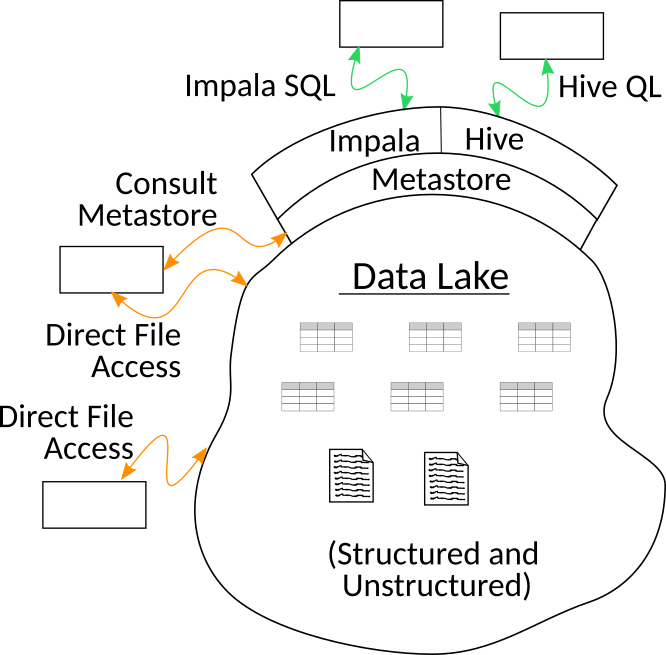 Impala SQL
Hive QL
Impala
Hive
Metastore
Consult
Metastore
Data Lake
Direct File
Access
Direct File
Access
(Structured and
Unstructured)